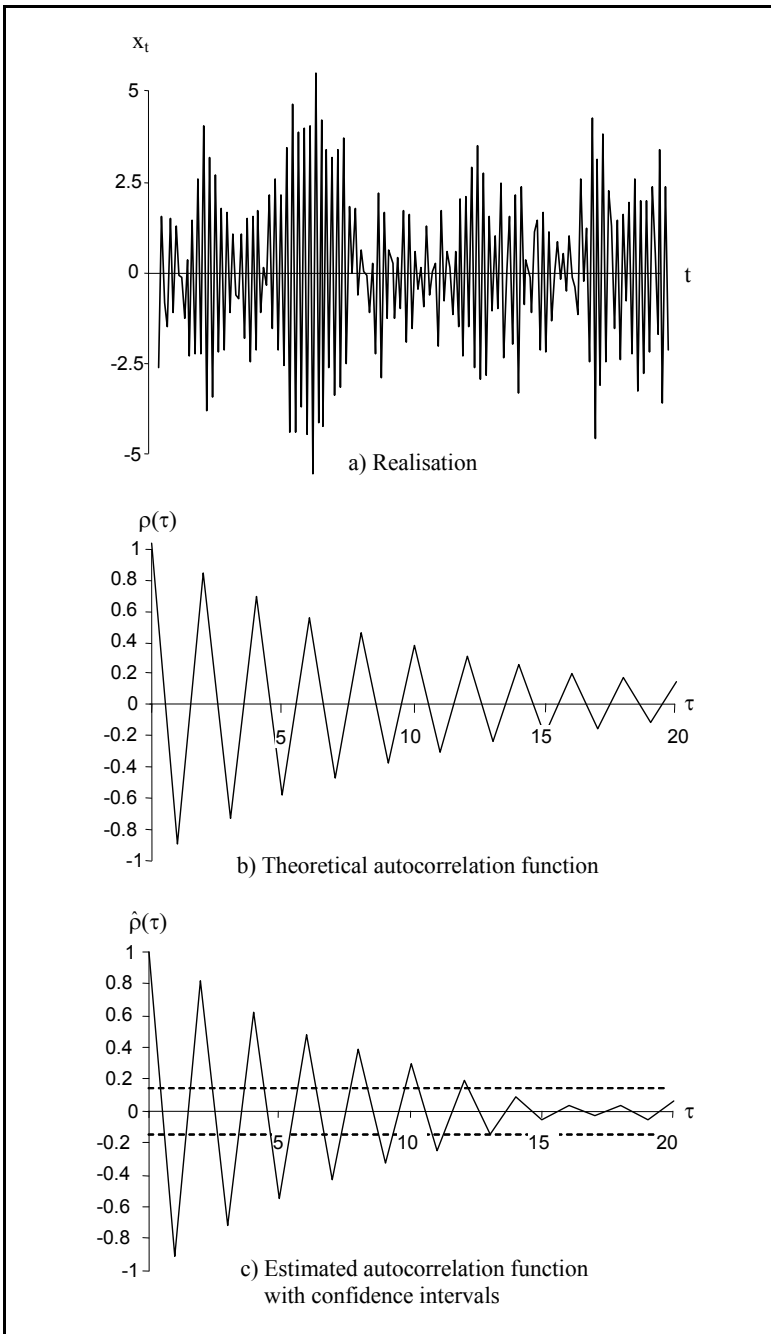 xₜ
5
2.5
0
-2.5
-5
t
a) Realisation
ρ(τ)
1
0.8
0.6
0.4
0.2
0
-0.2
-0.4
-0.6
-0.8
-1
5 10 15 20
τ
b) Theoretical autocorrelation function
ρ̂(τ)
1
0.8
0.6
0.4
0.2
0
-0.2
-0.4
-0.6
-0.8
-1
5 10 15 20
τ
c) Estimated autocorrelation function
with confidence intervals